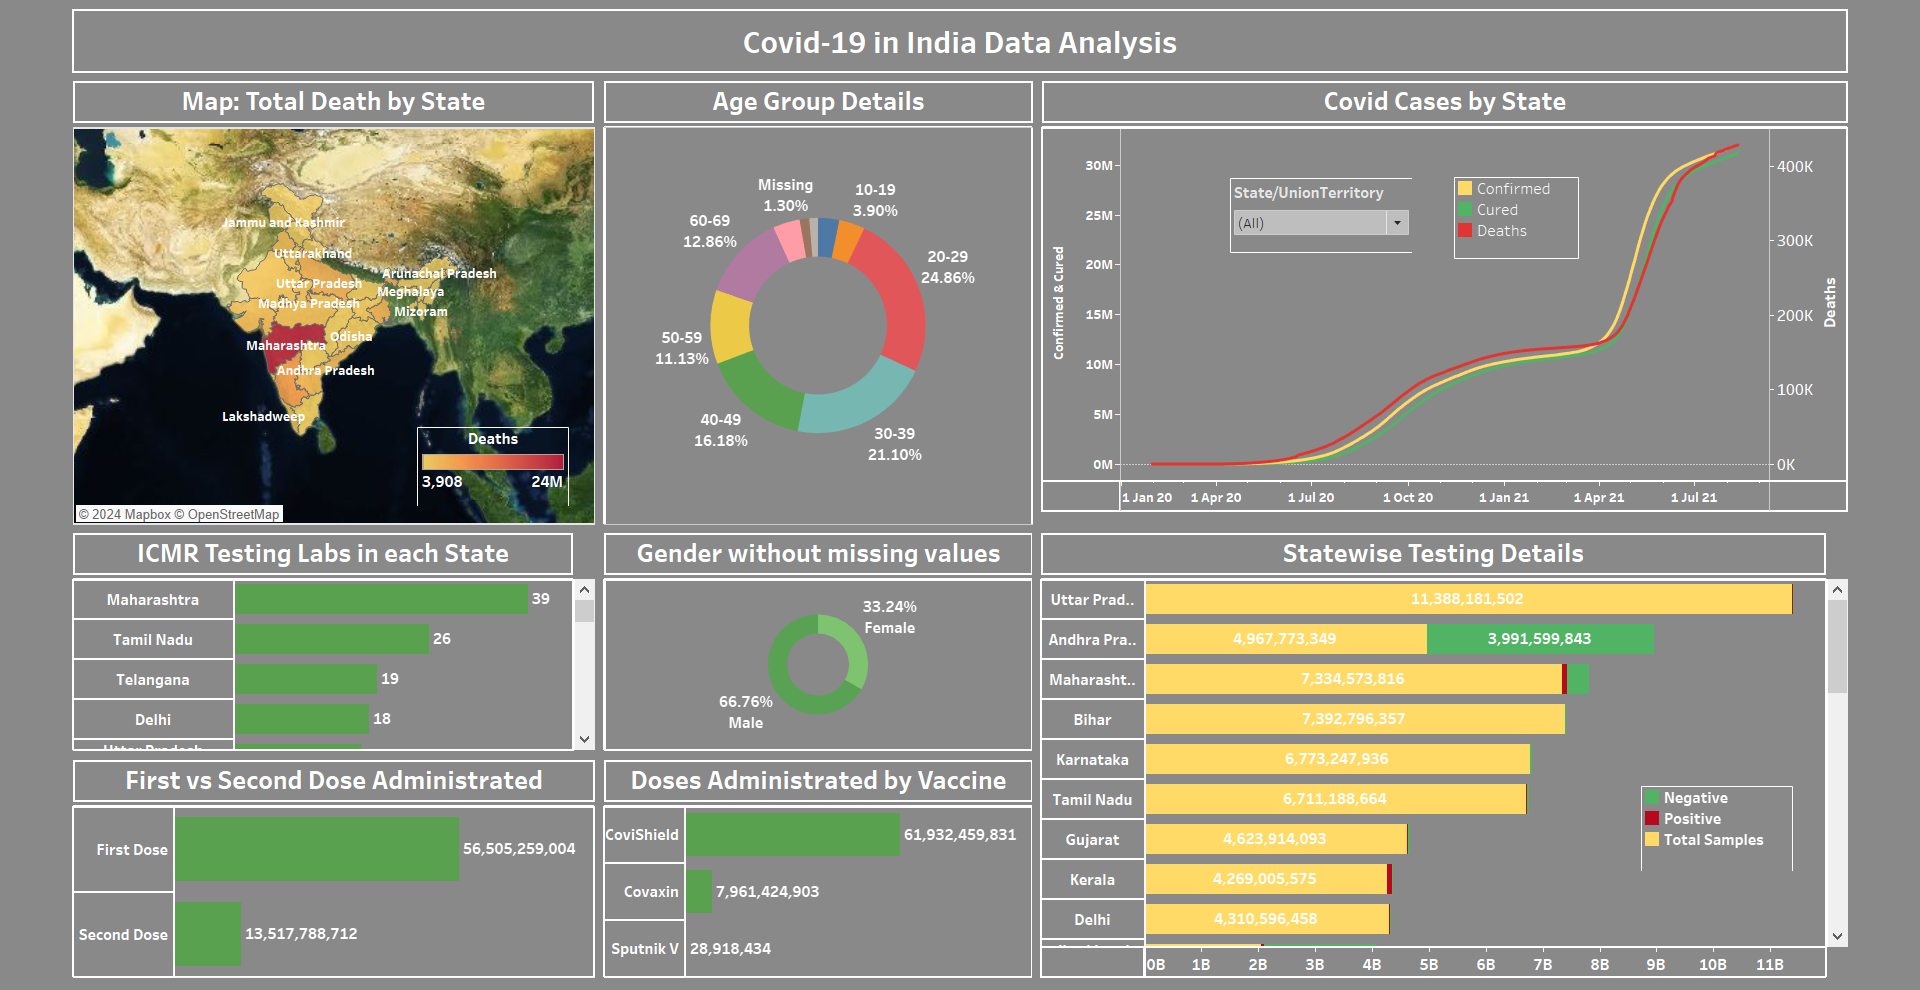 Covid-19 in India Data Analysis
Map: Total Death by State
Jammu and Kashmir
Uttarakhand
Arunachal Pradesh
Uttar Pradesh
Meghalaya
Madhya Pradesh
Mizoram
Odisha
Maharashtra
Andhra Pradesh
Lakshadweep
Deaths
3,908 24M
© 2024 Mapbox © OpenStreetMap
Age Group Details
Missing
1.30%
10-19
3.90%
60-69
12.86%
20-29
24.86%
50-59
11.13%
40-49
16.18%
30-39
21.10%
Covid Cases by State
State/UnionTerritory
(All)
Confirmed
Cured
Deaths
Confirmed & Cured
30M
25M
20M
15M
10M
5M
0M
Deaths
400K
300K
200K
100K
0K
1 Jan 20 1 Apr 20 1 Jul 20 1 Oct 20 1 Jan 21 1 Apr 21 1 Jul 21
ICMR Testing Labs in each State
Maharashtra 39
Tamil Nadu 26
Telangana 19
Delhi 18
Uttar Pradesh
Gender without missing values
33.24%
Female
66.76%
Male
Statewise Testing Details
Uttar Prad.. 11,388,181,502
Andhra Pra.. 4,967,773,349 3,991,599,843
Maharasht.. 7,334,573,816
Bihar 7,392,796,357
Karnataka 6,773,247,936
Tamil Nadu 6,711,188,664
Gujarat 4,623,914,093
Kerala 4,269,005,575
Delhi 4,310,596,458
Negative
Positive
Total Samples
0B 1B 2B 3B 4B 5B 6B 7B 8B 9B 10B 11B
First vs Second Dose Administrated
First Dose 56,505,259,004
Second Dose 13,517,788,712
Doses Administrated by Vaccine
CoviShield 61,932,459,831
Covaxin 7,961,424,903
Sputnik V 28,918,434